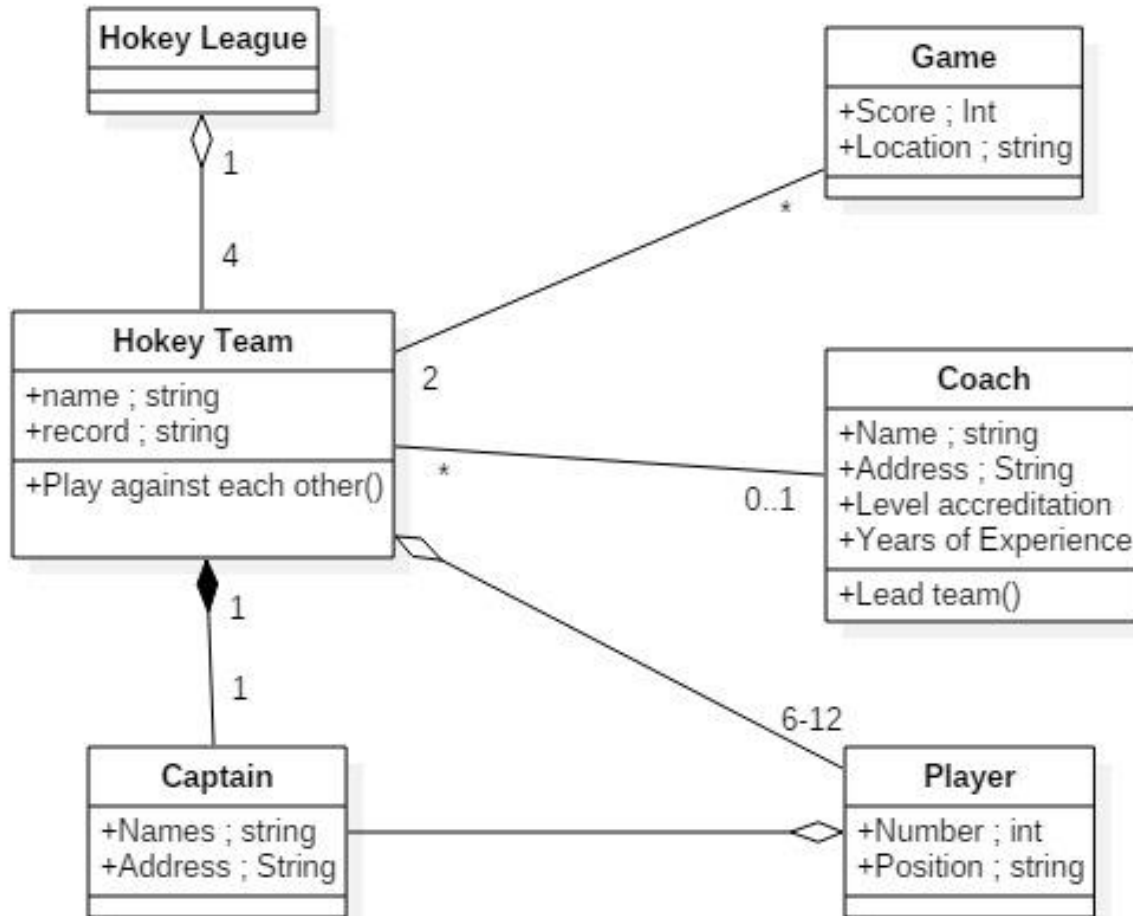 Hokey League
1
4
Game
+Score ; Int
+Location ; string
*
2
Hokey Team
+name ; string
+record ; string
+Play against each other()
*
0..1
Coach
+Name ; string
+Address ; String
+Level accreditation
+Years of Experience
+Lead team()
1
1
6-12
Captain
+Names ; string
+Address ; String
Player
+Number ; int
+Position ; string